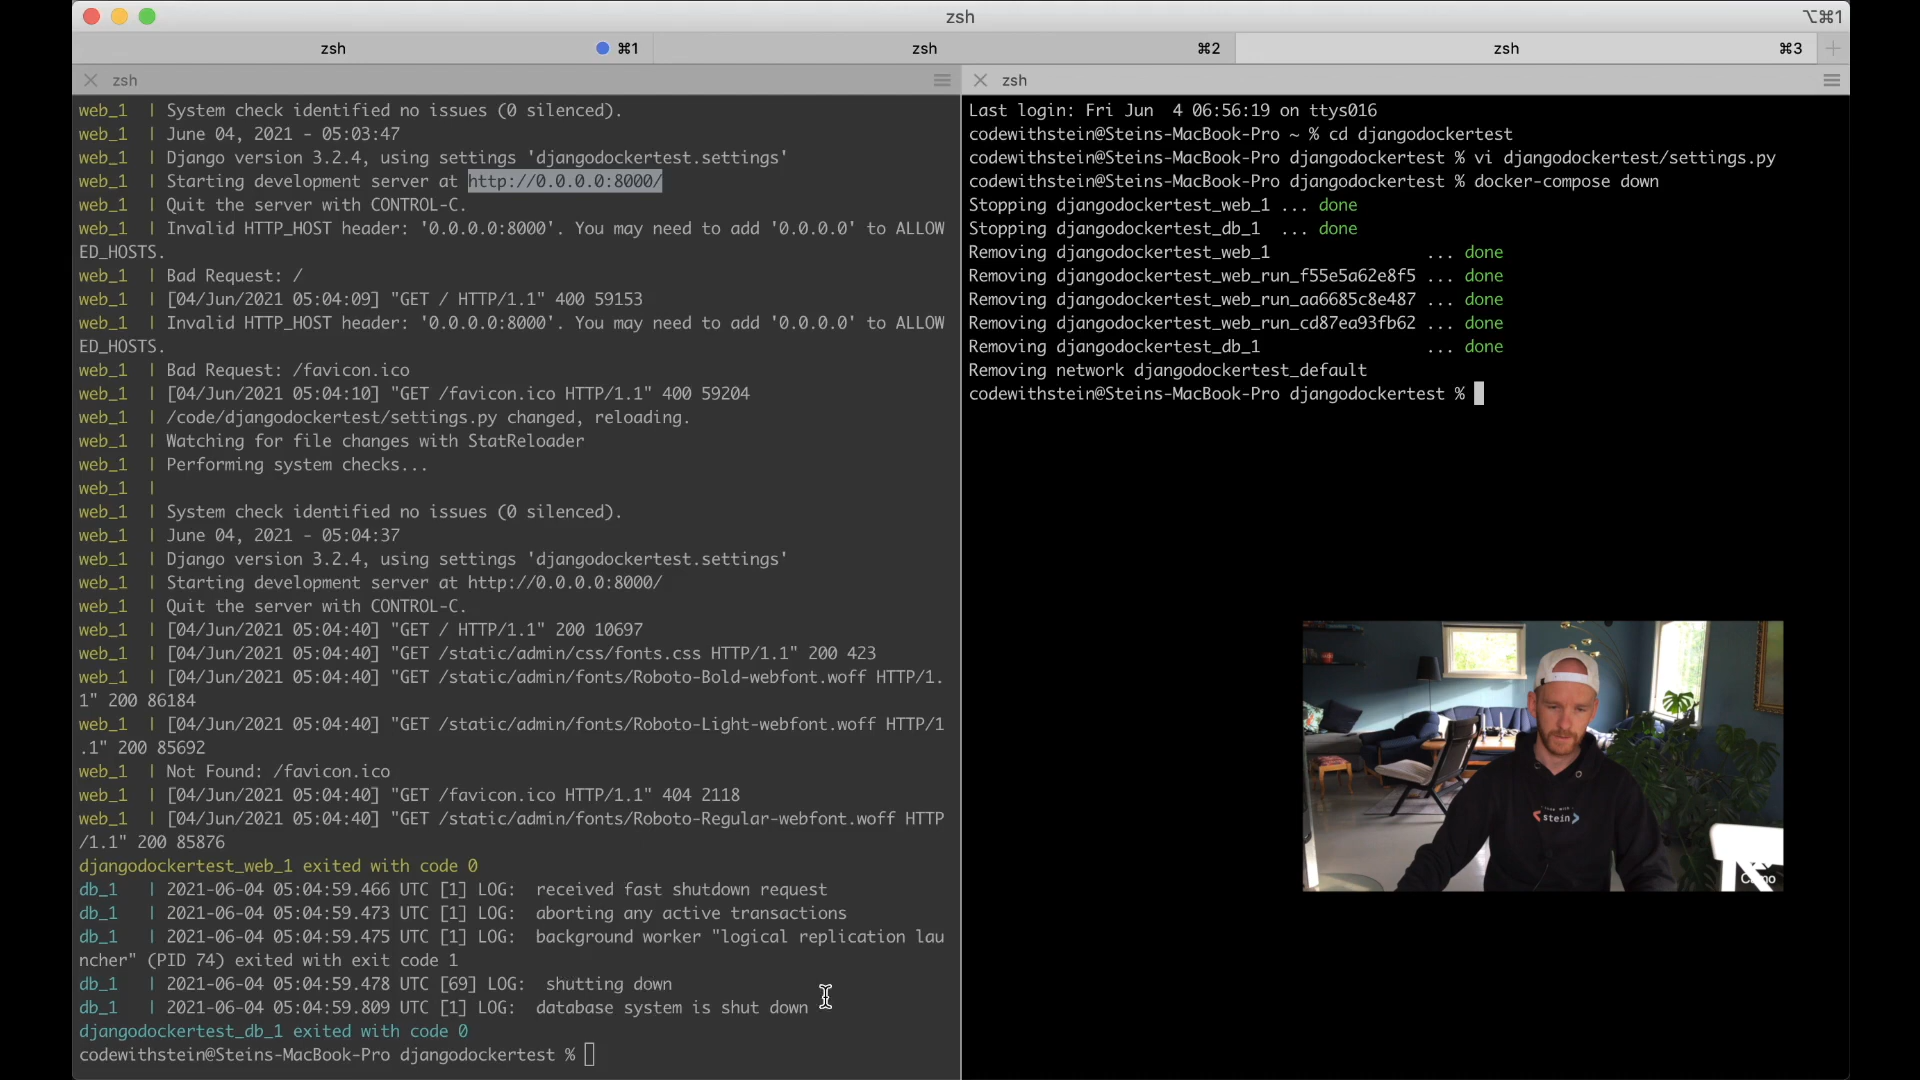 zsh
⌥⌘1
zsh ⌘1
zsh ⌘2
zsh ⌘3
zsh
web_1 | System check identified no issues (0 silenced).
web_1 | June 04, 2021 - 05:03:47
web_1 | Django version 3.2.4, using settings 'djangodockertest.settings'
web_1 | Starting development server at http://0.0.0.0:8000/
web_1 | Quit the server with CONTROL-C.
web_1 | Invalid HTTP_HOST header: '0.0.0.0:8000'. You may need to add '0.0.0.0' to ALLOW
ED_HOSTS.
web_1 | Bad Request: /
web_1 | [04/Jun/2021 05:04:09] "GET / HTTP/1.1" 400 59153
web_1 | Invalid HTTP_HOST header: '0.0.0.0:8000'. You may need to add '0.0.0.0' to ALLOW
ED_HOSTS.
web_1 | Bad Request: /favicon.ico
web_1 | [04/Jun/2021 05:04:10] "GET /favicon.ico HTTP/1.1" 400 59204
web_1 | /code/djangodockertest/settings.py changed, reloading.
web_1 | Watching for file changes with StatReloader
web_1 | Performing system checks...
web_1 |
web_1 | System check identified no issues (0 silenced).
web_1 | June 04, 2021 - 05:04:37
web_1 | Django version 3.2.4, using settings 'djangodockertest.settings'
web_1 | Starting development server at http://0.0.0.0:8000/
web_1 | Quit the server with CONTROL-C.
web_1 | [04/Jun/2021 05:04:40] "GET / HTTP/1.1" 200 10697
web_1 | [04/Jun/2021 05:04:40] "GET /static/admin/css/fonts.css HTTP/1.1" 200 423
web_1 | [04/Jun/2021 05:04:40] "GET /static/admin/fonts/Roboto-Bold-webfont.woff HTTP/1.
1" 200 86184
web_1 | [04/Jun/2021 05:04:40] "GET /static/admin/fonts/Roboto-Light-webfont.woff HTTP/1
.1" 200 85692
web_1 | Not Found: /favicon.ico
web_1 | [04/Jun/2021 05:04:40] "GET /favicon.ico HTTP/1.1" 404 2118
web_1 | [04/Jun/2021 05:04:40] "GET /static/admin/fonts/Roboto-Regular-webfont.woff HTTP
/1.1" 200 85876
djangodockertest_web_1 exited with code 0
db_1 | 2021-06-04 05:04:59.466 UTC [1] LOG: received fast shutdown request
db_1 | 2021-06-04 05:04:59.473 UTC [1] LOG: aborting any active transactions
db_1 | 2021-06-04 05:04:59.475 UTC [1] LOG: background worker "logical replication lau
ncher" (PID 74) exited with exit code 1
db_1 | 2021-06-04 05:04:59.478 UTC [69] LOG: shutting down
db_1 | 2021-06-04 05:04:59.809 UTC [1] LOG: database system is shut down
djangodockertest_db_1 exited with code 0
codewithstein@Steins-MacBook-Pro djangodockertest %
zsh
Last login: Fri Jun 4 06:56:19 on ttys016
codewithstein@Steins-MacBook-Pro ~ % cd djangodockertest
codewithstein@Steins-MacBook-Pro djangodockertest % vi djangodockertest/settings.py
codewithstein@Steins-MacBook-Pro djangodockertest % docker-compose down
Stopping djangodockertest_web_1 ... done
Stopping djangodockertest_db_1 ... done
Removing djangodockertest_web_1 ... done
Removing djangodockertest_web_run_f55e5a62e8f5 ... done
Removing djangodockertest_web_run_aa6685c8e487 ... done
Removing djangodockertest_web_run_cd87ea93fb62 ... done
Removing djangodockertest_db_1 ... done
Removing network djangodockertest_default
codewithstein@Steins-MacBook-Pro djangodockertest %
<stein>